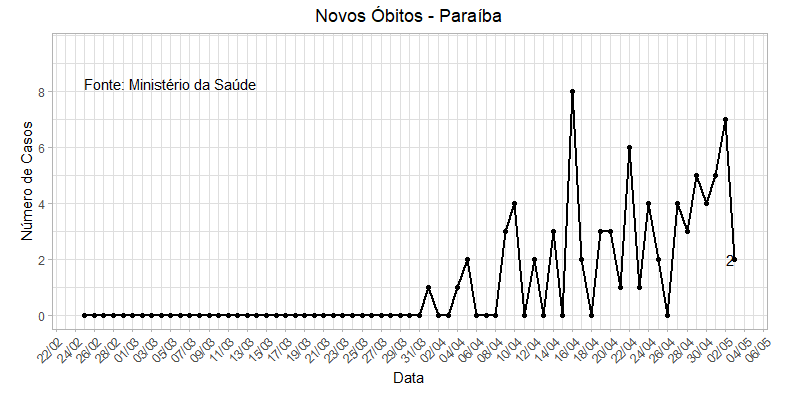 Novos Óbitos - Paraíba
Fonte: Ministério da Saúde
Número de Casos
8
6
4
2
0
2
22/02 24/02 26/02 28/02 01/03 03/03 05/03 07/03 09/03 11/03 13/03 15/03 17/03 19/03 21/03 23/03 25/03 27/03 29/03 31/03 02/04 04/04 06/04 08/04 10/04 12/04 14/04 16/04 18/04 20/04 22/04 24/04 26/04 28/04 30/04 02/05 04/05 06/05
Data